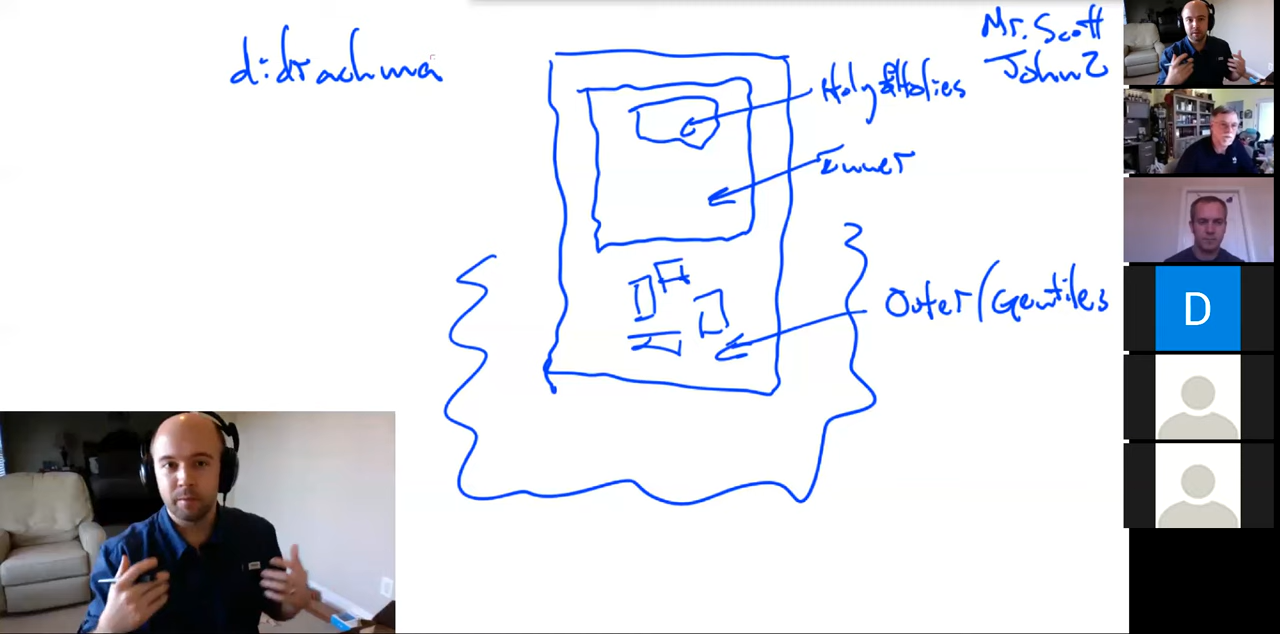 didrachma
Mr. Scott
John 2
Holy of Holies
Inner
Outer/Gentiles
D